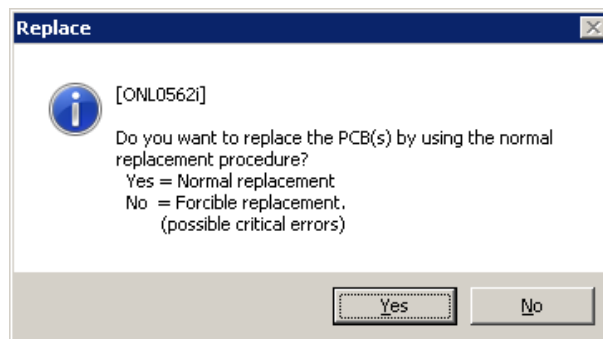 Replace
[ONL0562i]
Do you want to replace the PCB(s) by using the normal
replacement procedure?
Yes = Normal replacement
No = Forcible replacement.
(possible critical errors)
Yes
No